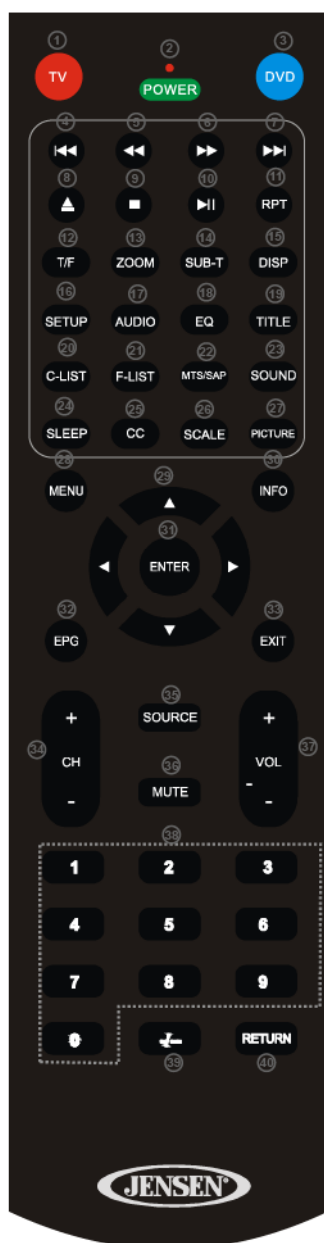 1 2 3
TV POWER DVD
4 5 6 7
8 9 10 11
RPT
12 13 14 15
T/F ZOOM SUB-T DISP
16 17 18 19
SETUP AUDIO EQ TITLE
20 21 22 23
C-LIST F-LIST MTS/SAP SOUND
24 25 26 27
SLEEP CC SCALE PICTURE
28 29 30
MENU INFO
31
ENTER
32 33
EPG EXIT
35
+ SOURCE +
34 CH VOL 37
36
- MUTE - -
38
1 2 3
4 5 6
7 8 9
0 RETURN
39 40
JENSEN